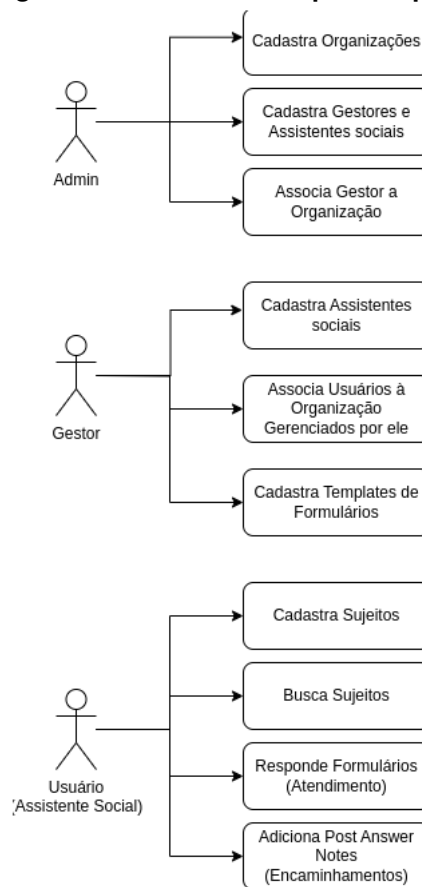 Cadastra Organizações
Cadastra Gestores e
Assistentes sociais
Admin
Associa Gestor a
Organização
Cadastra Assistentes
sociais
Gestor
Associa Usuários à
Organização
Gerenciados por ele
Cadastra Templates de
Formulários
Cadastra Sujeitos
Busca Sujeitos
Usuário
(Assistente Social)
Responde Formulários
(Atendimento)
Adiciona Post Answer
Notes
(Encaminhamentos)